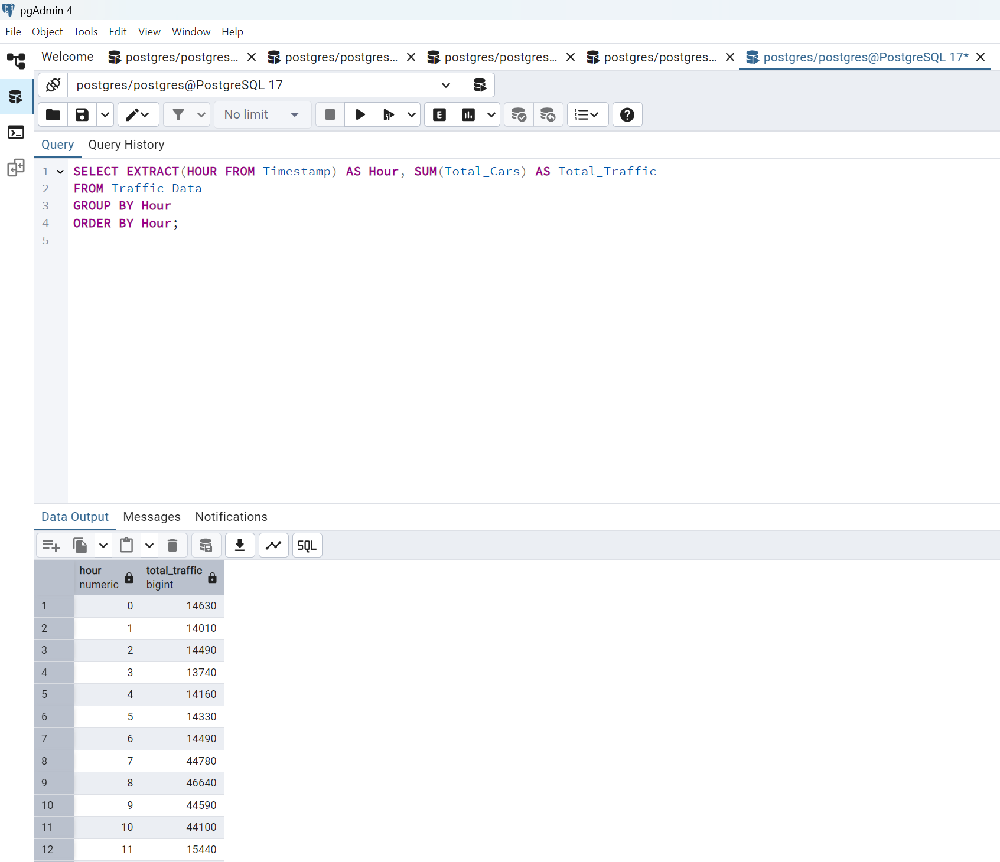 pgAdmin 4
File Object Tools Edit View Window Help
Welcome postgres/postgres... postgres/postgres... postgres/postgres... postgres/postgres... postgres/postgres@PostgreSQL 17*
postgres/postgres@PostgreSQL 17
No limit E 1 2 3 ?
Query Query History
1 SELECT EXTRACT(HOUR FROM Timestamp) AS Hour, SUM(Total_Cars) AS Total_Traffic
2 FROM Traffic_Data
3 GROUP BY Hour
4 ORDER BY Hour;
5
Data Output Messages Notifications
SQL
hour total_traffic
numeric bigint
1 0 14630
2 1 14010
3 2 14490
4 3 13740
5 4 14160
6 5 14330
7 6 14490
8 7 44780
9 8 46640
10 9 44590
11 10 44100
12 11 15440